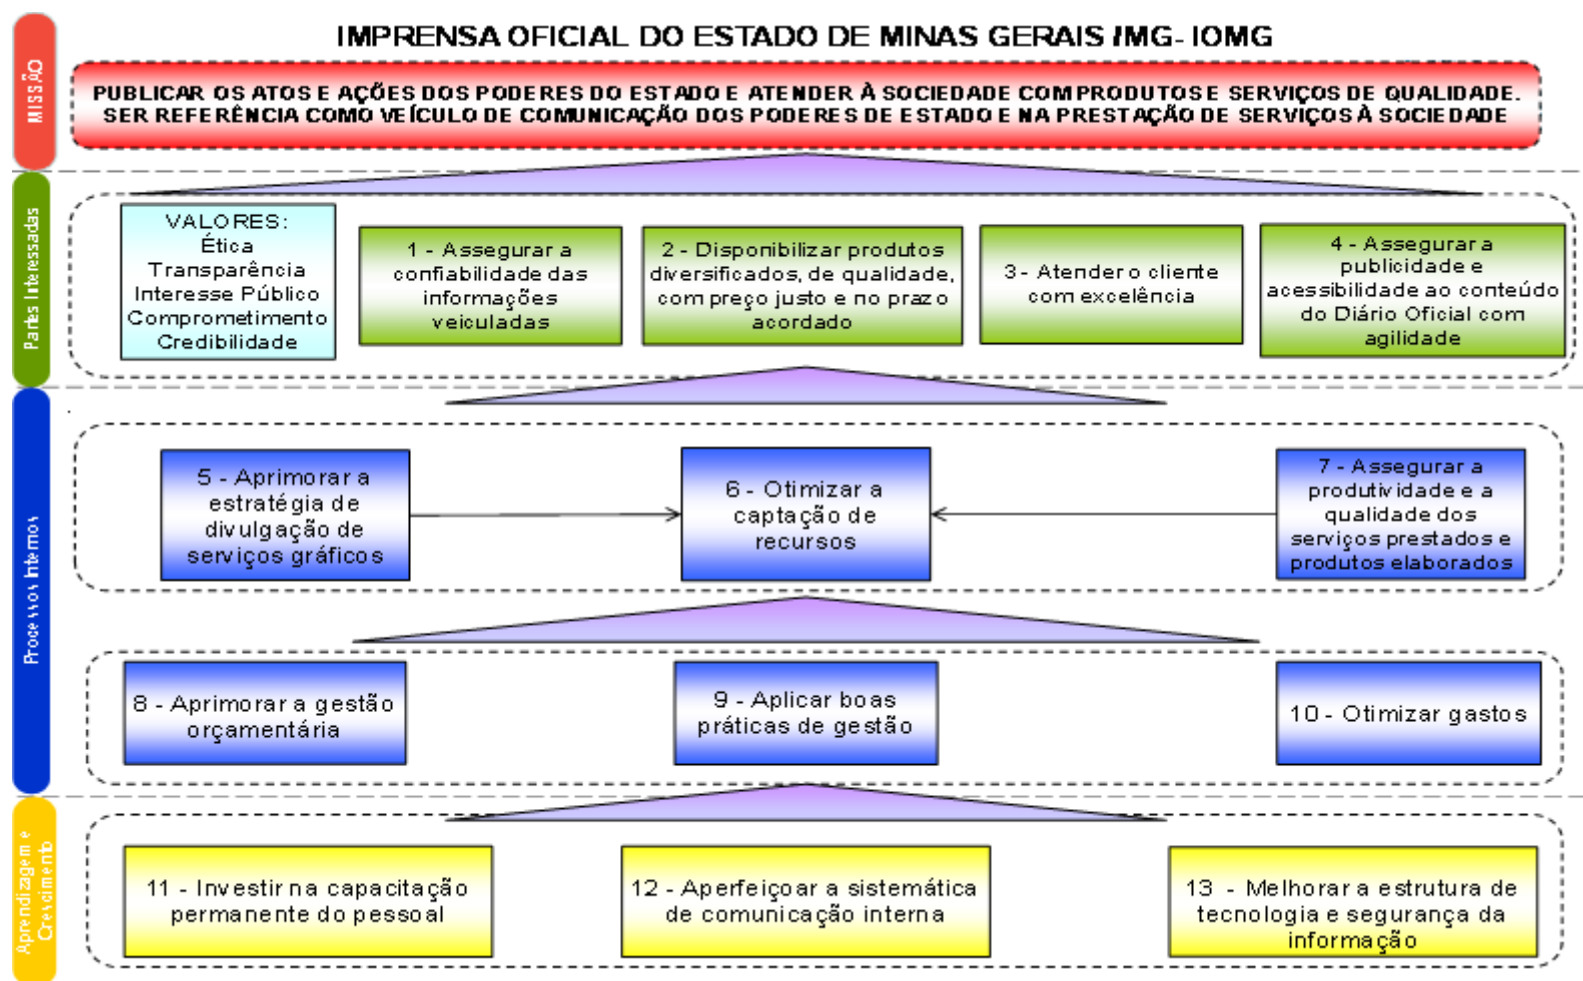 IMPRENSA OFICIAL DO ESTADO DE MINAS GERAIS /MG- IOMG
MISSÃO
PUBLICAR OS ATOS E AÇÕES DOS PODERES DO ESTADO E ATENDER À SOCIEDADE COM PRODUTOS E SERVIÇOS DE QUALIDADE.
SER REFERÊNCIA COMO VEÍCULO DE COMUNICAÇÃO DOS PODERES DE ESTADO E NA PRESTAÇÃO DE SERVIÇOS À SOCIEDADE
Partes Interessadas
VALORES:
Ética
Transparência
Interesse Público
Comprometimento
Credibilidade
1 - Assegurar a
confiabilidade das
informações
veiculadas
2 - Disponibilizar produtos
diversificados, de qualidade,
com preço justo e no prazo
acordado
3 - Atender o cliente
com excelência
4 - Assegurar a
publicidade e
acessibilidade ao conteúdo
do Diário Oficial com
agilidade
Processos Internos
5 - Aprimorar a
estratégia de
divulgação de
serviços gráficos
6 - Otimizar a
captação de
recursos
7 - Assegurar a
produtividade e a
qualidade dos
serviços prestados e
produtos elaborados
8 - Aprimorar a gestão
orçamentária
9 - Aplicar boas
práticas de gestão
10 - Otimizar gastos
Aprendizagem e
Crescimento
11 - Investir na capacitação
permanente do pessoal
12 - Aperfeiçoar a sistemática
de comunicação interna
13 - Melhorar a estrutura de
tecnologia e segurança da
informação